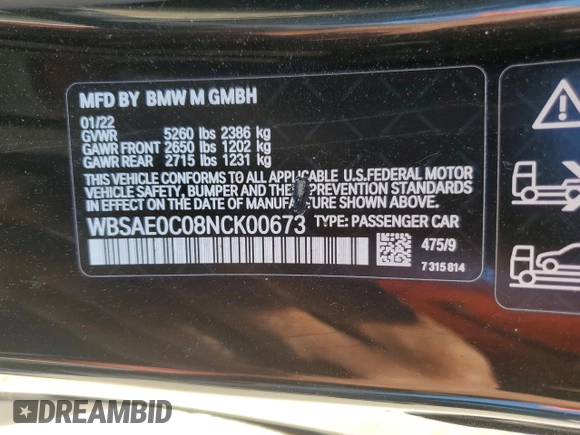 MFD BY BMW M GMBH
01/22
GVWR 5260 lbs 2386 kg
GAWR FRONT 2650 lbs 1202 kg
GAWR REAR 2715 lbs 1231 kg
THIS VEHICLE CONFORMS TO ALL APPLICABLE U.S.FEDERAL MOTOR
VEHICLE SAFETY, BUMPER AND THEFT PREVENTION STANDARDS
IN EFFECT ON THE DATE OF MANUFACTURE SHOWN ABOVE.
WBSAE0C08NCK00673 TYPE: PASSENGER CAR
475/9
7 315 814
DREAMBID